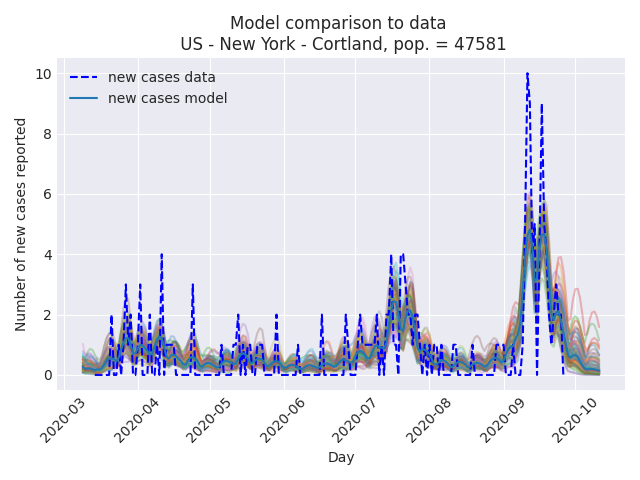 Model comparison to data
US - New York - Cortland, pop. = 47581
new cases data
new cases model
Number of new cases reported
10
8
6
4
2
0
2020-03
2020-04
2020-05
2020-06
2020-07
2020-08
2020-09
2020-10
Day